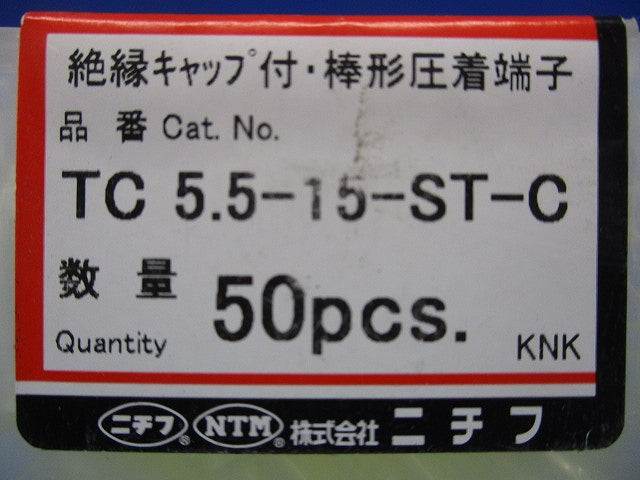 絶縁キャップ付・棒形圧着端子
品番 Cat. No.
TC 5.5-15-ST-C
数量 50pcs.
Quantity KNK
ニチフ® NTM® 株式会社 ニチフ